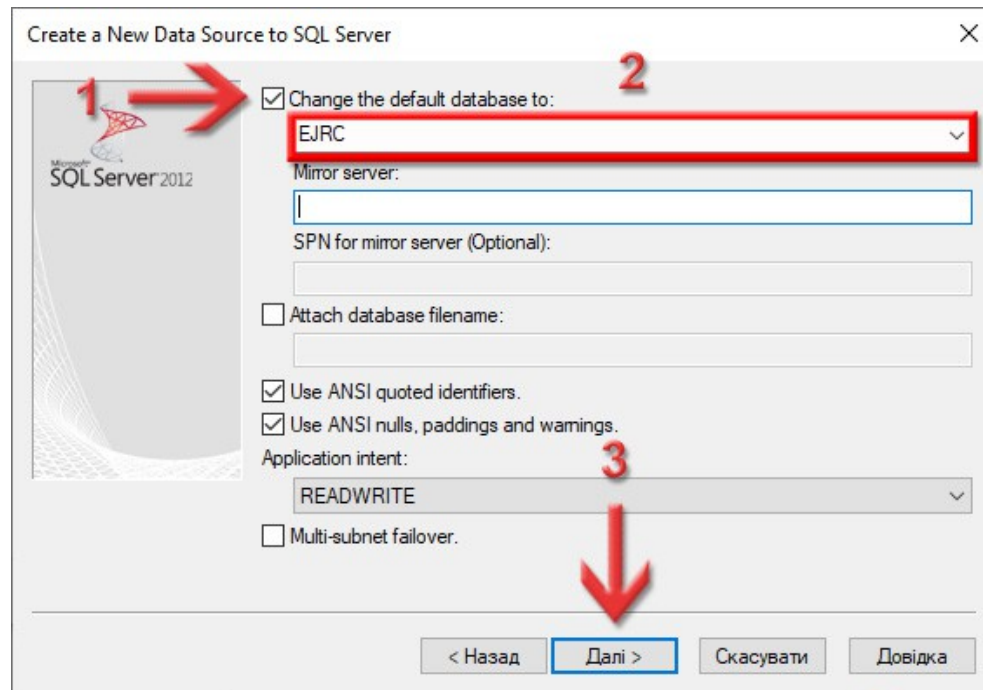 Create a New Data Source to SQL Server
1
2
Change the default database to:
EJRC
Microsoft
SQL Server 2012
Mirror server:
SPN for mirror server (Optional):
Attach database filename:
Use ANSI quoted identifiers.
Use ANSI nulls, paddings and warnings.
Application intent:
3
READWRITE
Multi-subnet failover.
< Назад
Далі >
Скасувати
Довідка